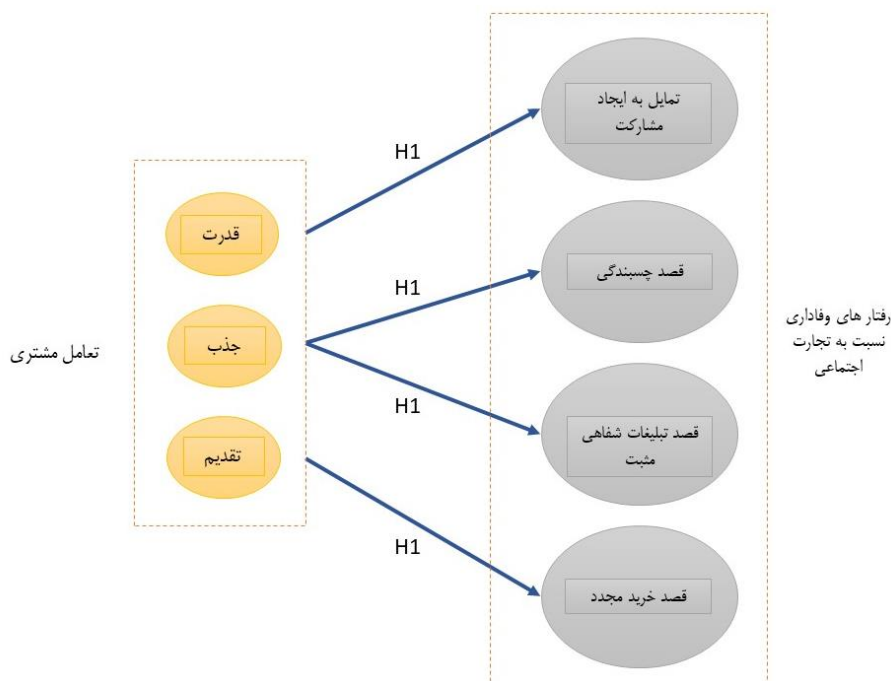 تمایل به ایجاد
مشارکت
H1
قدرت
قصد چسبندگی
H1
رفتار های وفاداری
نسبت به تجارت
اجتماعی
جذب
تعامل مشتری
H1
قصد تبلیغات شفاهی
مثبت
تقدیم
H1
قصد خرید مجدد